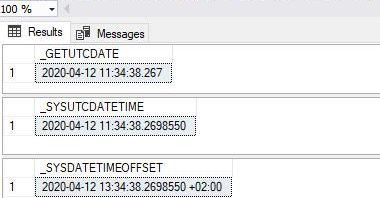 100 %
Results Messages
_GETUTCDATE
1 2020-04-12 11:34:38.267
_SYSUTCDATETIME
1 2020-04-12 11:34:38.2698550
_SYSDATETIMEOFFSET
1 2020-04-12 13:34:38.2698550 +02:00